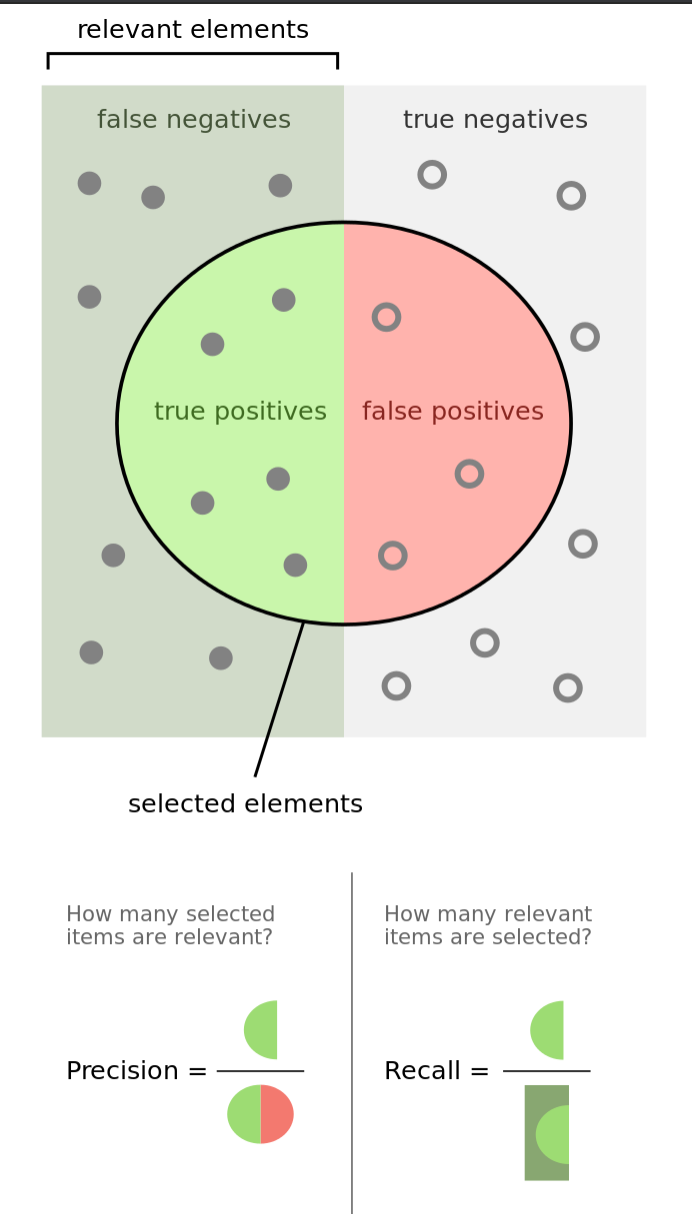 relevant elements
false negatives
true negatives
true positives
false positives
selected elements
How many selected
items are relevant?
How many relevant
items are selected?
Precision =
Recall =